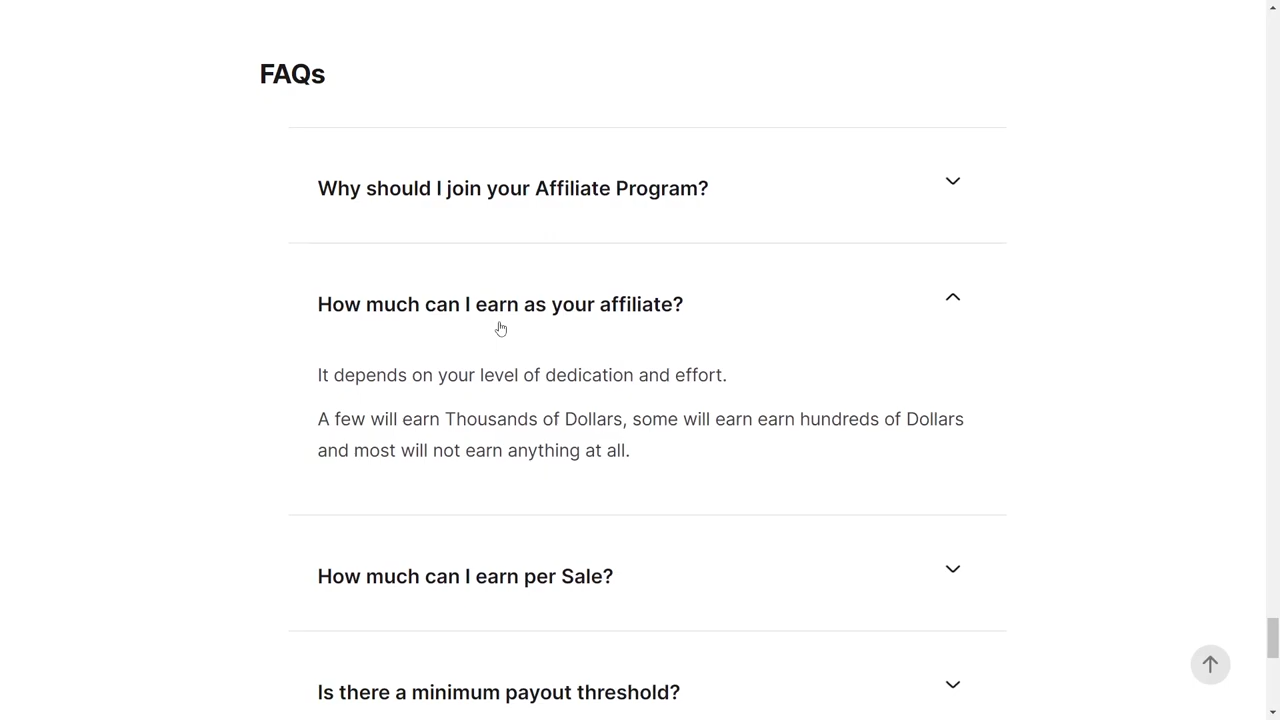 FAQs
Why should I join your Affiliate Program?
How much can I earn as your affiliate?
It depends on your level of dedication and effort.
A few will earn Thousands of Dollars, some will earn earn hundreds of Dollars
and most will not earn anything at all.
How much can I earn per Sale?
Is there a minimum payout threshold?